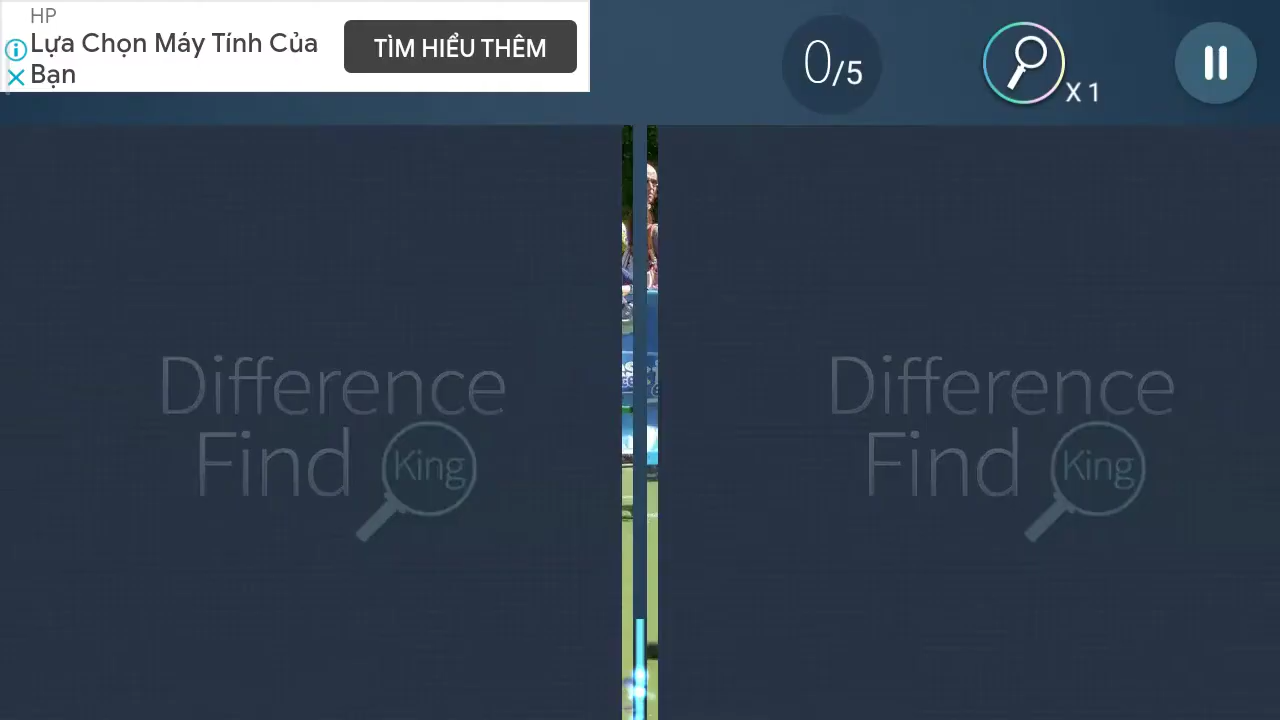 HP
Lựa Chọn Máy Tính Của
Bạn
TÌM HIỂU THÊM
0/5
X 1
Difference
Find King
Difference
Find King